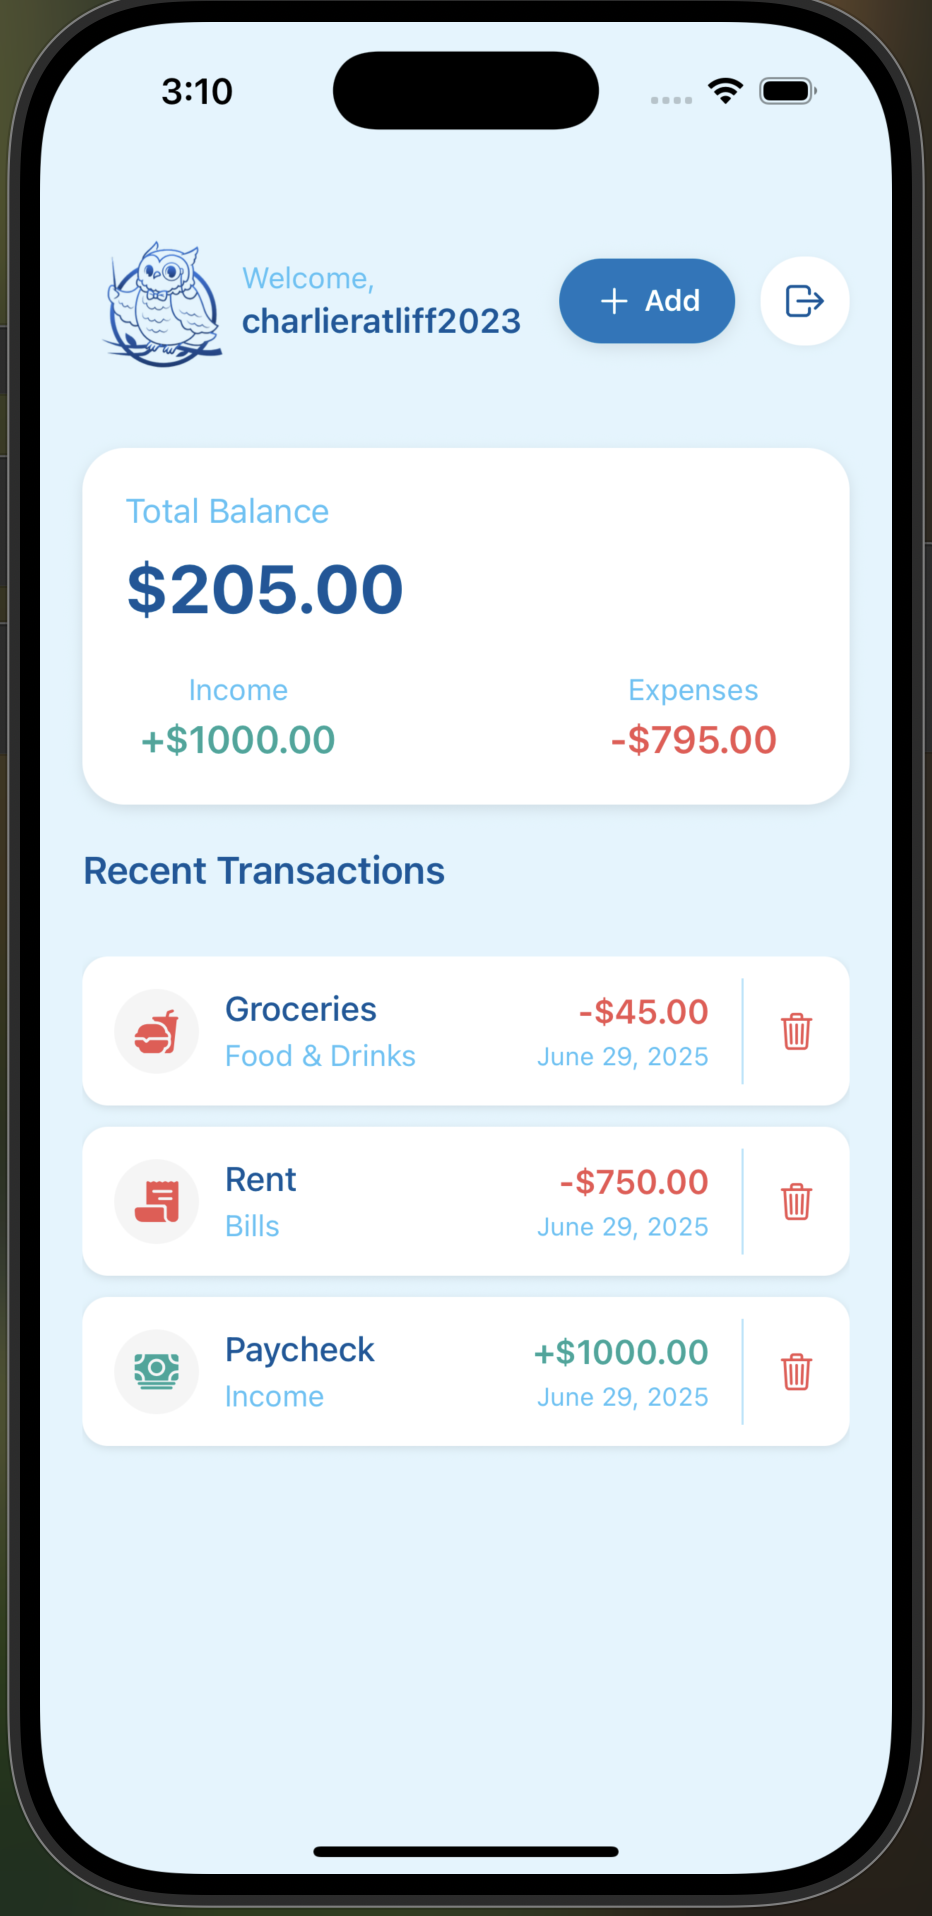 3:10
Welcome,
charlieratliff2023
+ Add
Total Balance
$205.00
Income Expenses
+$1000.00 -$795.00
Recent Transactions
Groceries -$45.00
Food & Drinks June 29, 2025
Rent -$750.00
Bills June 29, 2025
Paycheck +$1000.00
Income June 29, 2025